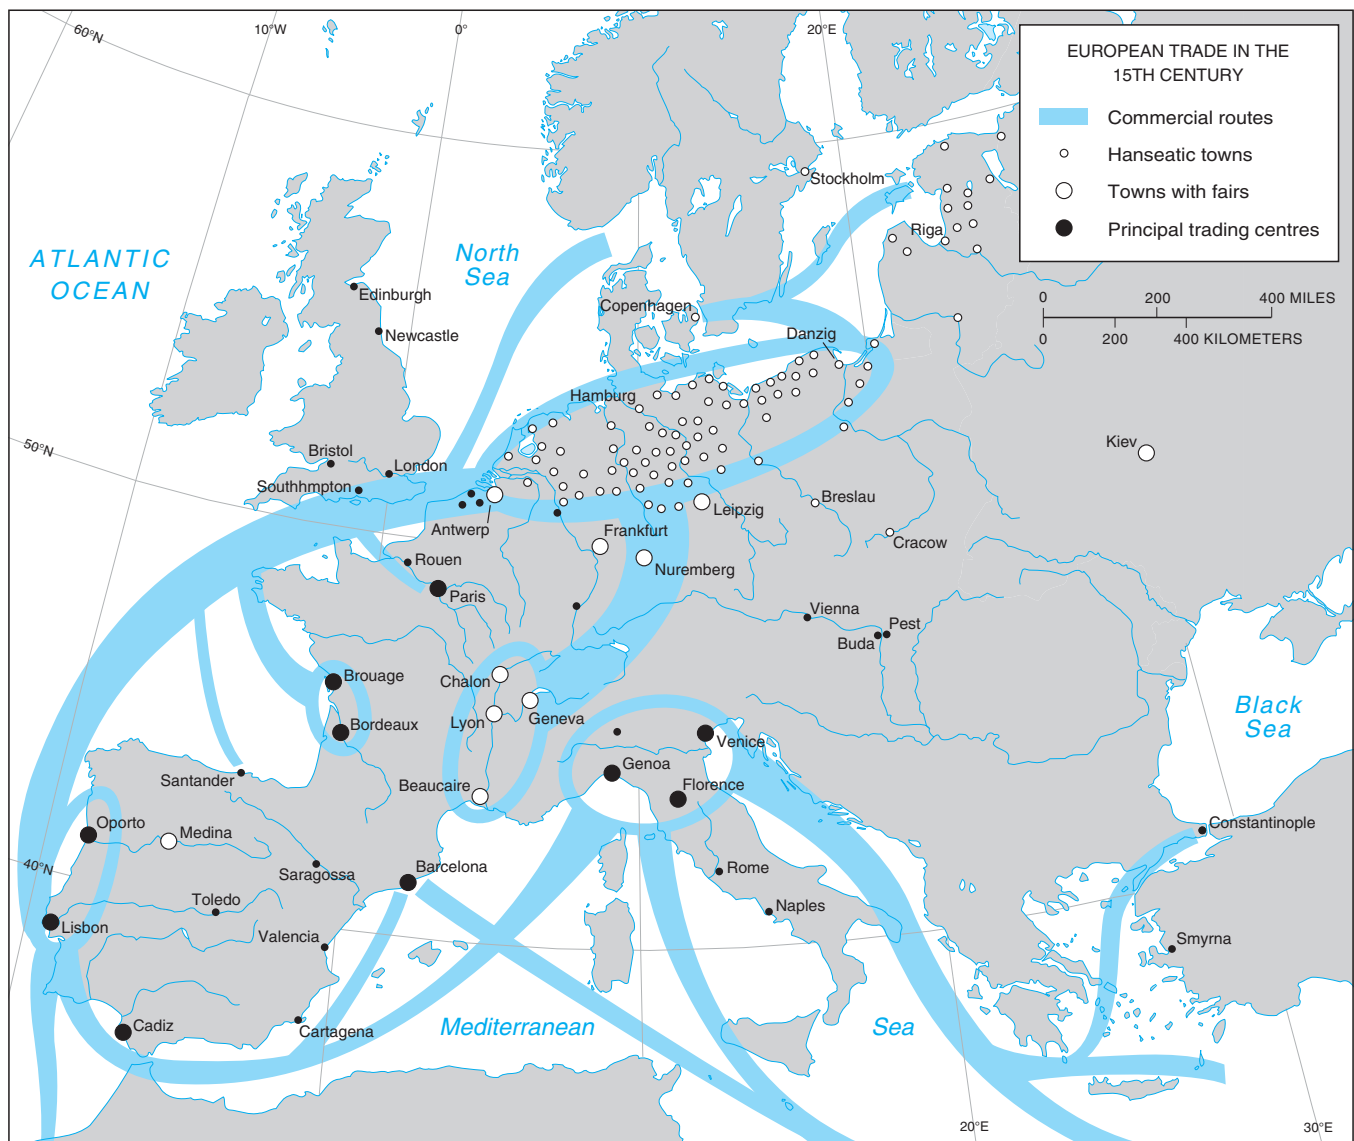 60°N
10°W
0°
20°E
EUROPEAN TRADE IN THE
15TH CENTURY
Commercial routes
Hanseatic towns
Towns with fairs
Principal trading centres
Stockholm
Riga
ATLANTIC
OCEAN
North
Sea
Edinburgh
Newcastle
Copenhagen
Danzig
0 200 400 MILES
0 200 400 KILOMETERS
Hamburg
50°N
Bristol
London
Southhmpton
Kiev
Antwerp
Leipzig
Breslau
Frankfurt
Cracow
Rouen
Nuremberg
Paris
Vienna
Pest
Buda
Chalon
Brouage
Geneva
Lyon
Bordeaux
Black
Sea
Venice
Genoa
Santander
Beaucaire
Florence
Oporto
Medina
Constantinople
40°N
Saragossa
Barcelona
Rome
Toledo
Naples
Lisbon
Valencia
Smyrna
Cadiz
Cartagena
Mediterranean
Sea
20°E
30°E